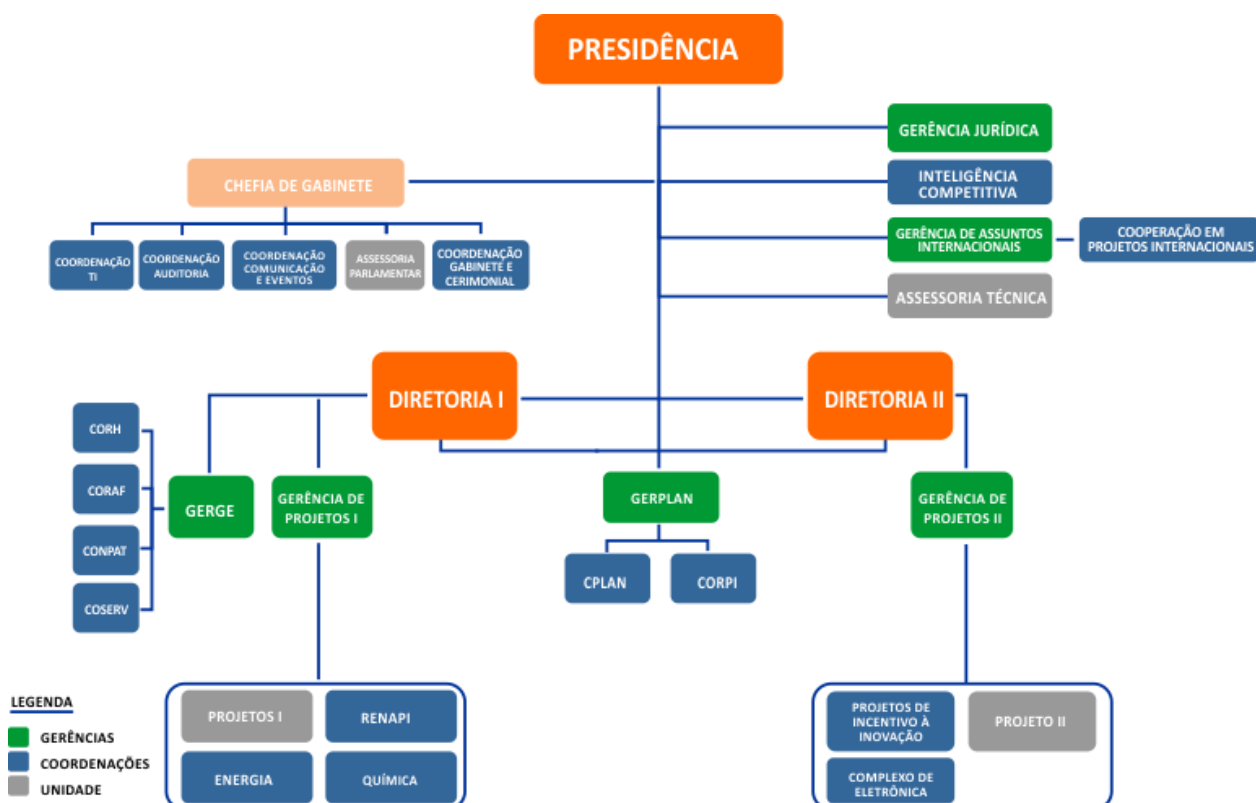 PRESIDÊNCIA
GERÊNCIA JURÍDICA
INTELIGÊNCIA
COMPETITIVA
CHEFIA DE GABINETE
GERÊNCIA DE ASSUNTOS
INTERNACIONAIS
COOPERAÇÃO EM
PROJETOS INTERNACIONAIS
ASSESSORIA TÉCNICA
COORDENAÇÃO
TI
COORDENAÇÃO
AUDITORIA
COORDENAÇÃO
COMUNICAÇÃO
E EVENTOS
ASSESSORIA
PARLAMENTAR
COORDENAÇÃO
GABINETE E
CERIMONIAL
DIRETORIA I
DIRETORIA II
CORH
CORAF
CONPAT
COSERV
GERGE
GERÊNCIA DE
PROJETOS I
GERPLAN
GERÊNCIA DE
PROJETOS II
CPLAN
CORPI
PROJETOS I
RENAPI
ENERGIA
QUÍMICA
PROJETOS DE
INCENTIVO À
INOVAÇÃO
PROJETO II
COMPLEXO DE
ELETRÔNICA
LEGENDA
GERÊNCIAS
COORDENAÇÕES
UNIDADE